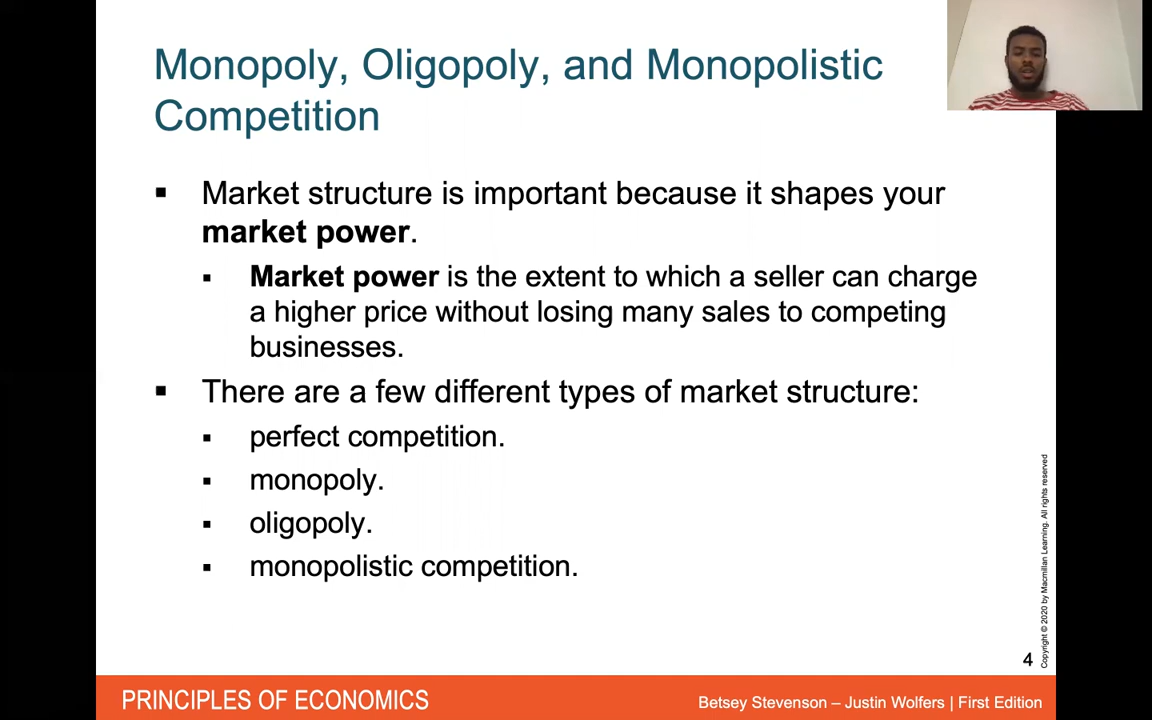 Monopoly, Oligopoly, and Monopolistic
Competition
▪ Market structure is important because it shapes your
market power.
▪ Market power is the extent to which a seller can charge
a higher price without losing many sales to competing
businesses.
▪ There are a few different types of market structure:
▪ perfect competition.
▪ monopoly.
▪ oligopoly.
▪ monopolistic competition.
Copyright © 2020 by Macmillan Learning. All rights reserved
4
PRINCIPLES OF ECONOMICS
Betsey Stevenson – Justin Wolfers | First Edition